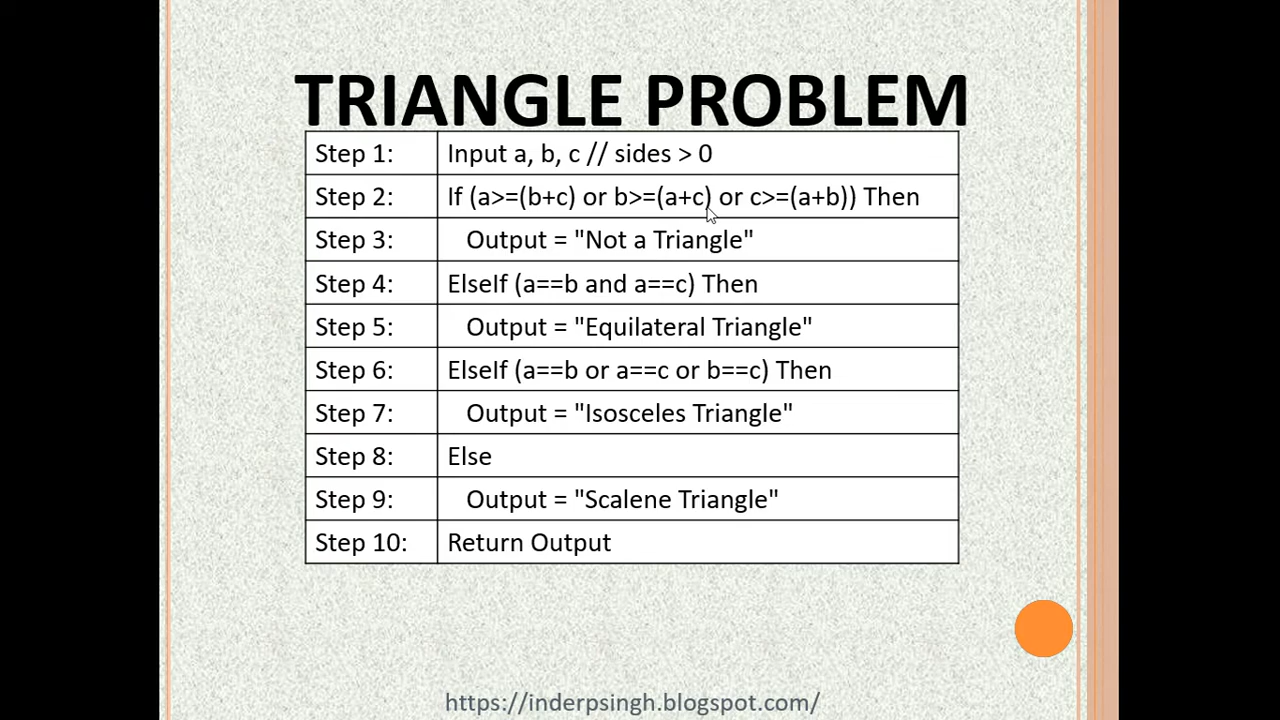 TRIANGLE PROBLEM
Step 1: Input a, b, c // sides > 0
Step 2: If (a>=(b+c) or b>=(a+c) or c>=(a+b)) Then
Step 3: Output = "Not a Triangle"
Step 4: ElseIf (a==b and a==c) Then
Step 5: Output = "Equilateral Triangle"
Step 6: ElseIf (a==b or a==c or b==c) Then
Step 7: Output = "Isosceles Triangle"
Step 8: Else
Step 9: Output = "Scalene Triangle"
Step 10: Return Output
https://inderpsingh.blogspot.com/